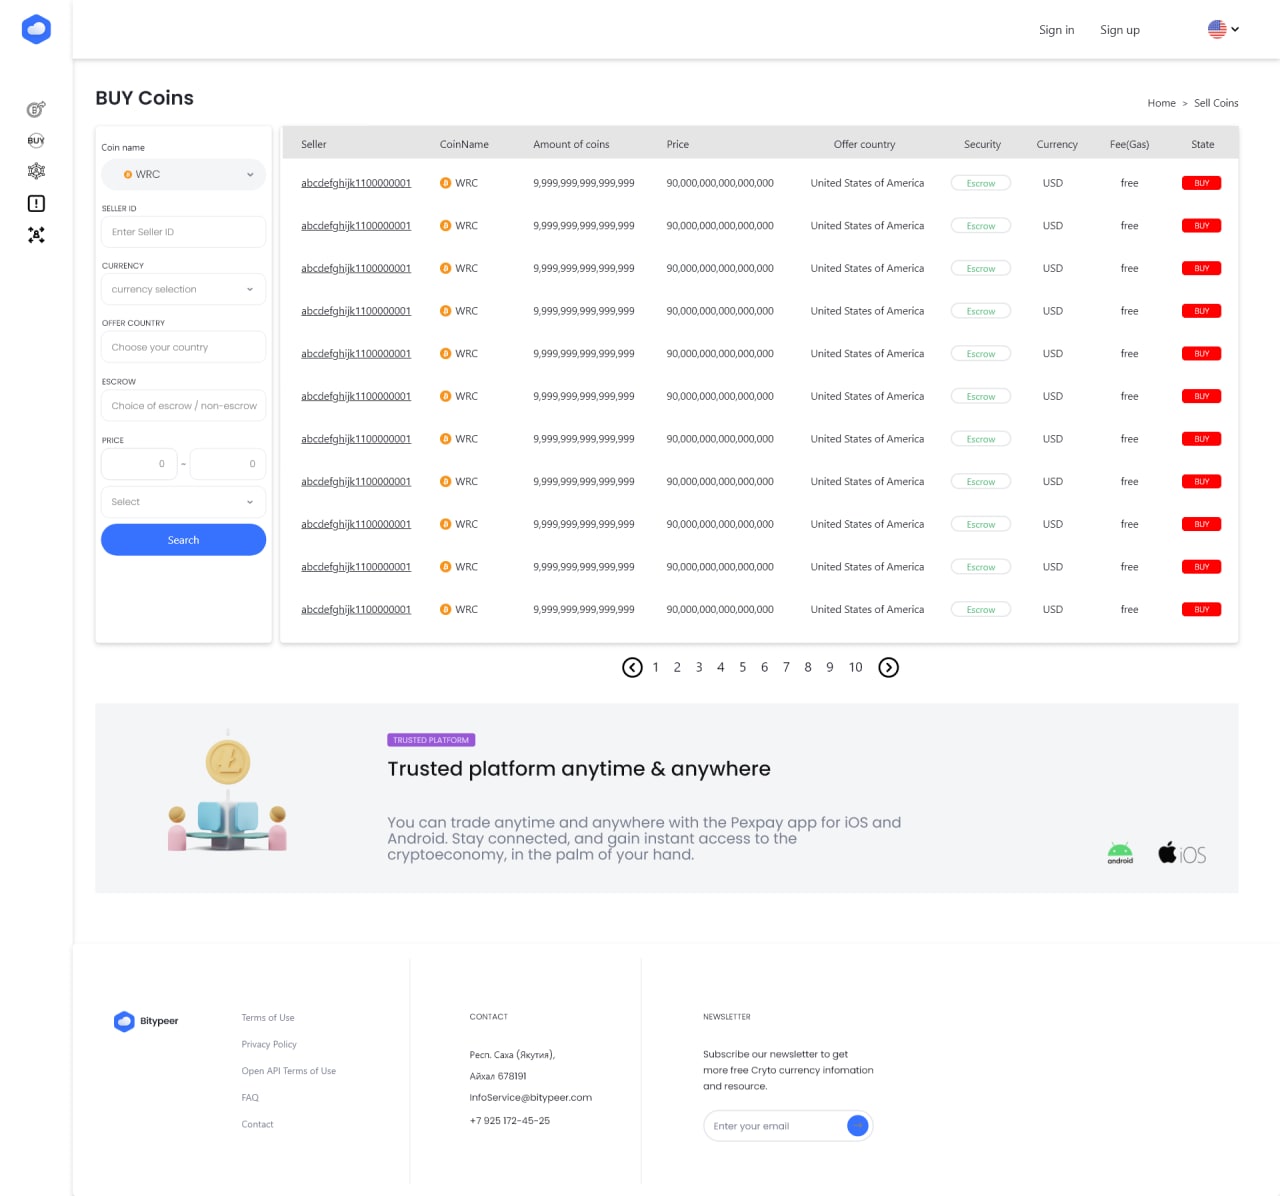 Sign in Sign up
BUY Coins
Home > Sell Coins
BUY
Coin name
WRC
SELLER ID
Enter Seller ID
CURRENCY
currency selection
OFFER COUNTRY
Choose your country
ESCROW
Choice of escrow / non-escrow
PRICE
0 ~ 0
Select
Search
Seller CoinName Amount of coins Price Offer country Security Currency Fee(Gas) State
abcdefghijk1100000001 WRC 9,999,999,999,999,999 90,000,000,000,000,000 United States of America Escrow USD free BUY
abcdefghijk1100000001 WRC 9,999,999,999,999,999 90,000,000,000,000,000 United States of America Escrow USD free BUY
abcdefghijk1100000001 WRC 9,999,999,999,999,999 90,000,000,000,000,000 United States of America Escrow USD free BUY
abcdefghijk1100000001 WRC 9,999,999,999,999,999 90,000,000,000,000,000 United States of America Escrow USD free BUY
abcdefghijk1100000001 WRC 9,999,999,999,999,999 90,000,000,000,000,000 United States of America Escrow USD free BUY
abcdefghijk1100000001 WRC 9,999,999,999,999,999 90,000,000,000,000,000 United States of America Escrow USD free BUY
abcdefghijk1100000001 WRC 9,999,999,999,999,999 90,000,000,000,000,000 United States of America Escrow USD free BUY
abcdefghijk1100000001 WRC 9,999,999,999,999,999 90,000,000,000,000,000 United States of America Escrow USD free BUY
abcdefghijk1100000001 WRC 9,999,999,999,999,999 90,000,000,000,000,000 United States of America Escrow USD free BUY
abcdefghijk1100000001 WRC 9,999,999,999,999,999 90,000,000,000,000,000 United States of America Escrow USD free BUY
abcdefghijk1100000001 WRC 9,999,999,999,999,999 90,000,000,000,000,000 United States of America Escrow USD free BUY
1 2 3 4 5 6 7 8 9 10
TRUSTED PLATFORM
Trusted platform anytime & anywhere
You can trade anytime and anywhere with the Pexpay app for iOS and
Android. Stay connected, and gain instant access to the
cryptoeconomy, in the palm of your hand.
android iOS
Bitypeer
Terms of Use
Privacy Policy
Open API Terms of Use
FAQ
Contact
CONTACT
Респ. Саха (Якутия),
Айхал 678191
InfoService@bitypeer.com
+7 925 172-45-25
NEWSLETTER
Subscribe our newsletter to get
more free Cryto currency infomation
and resource.
Enter your email